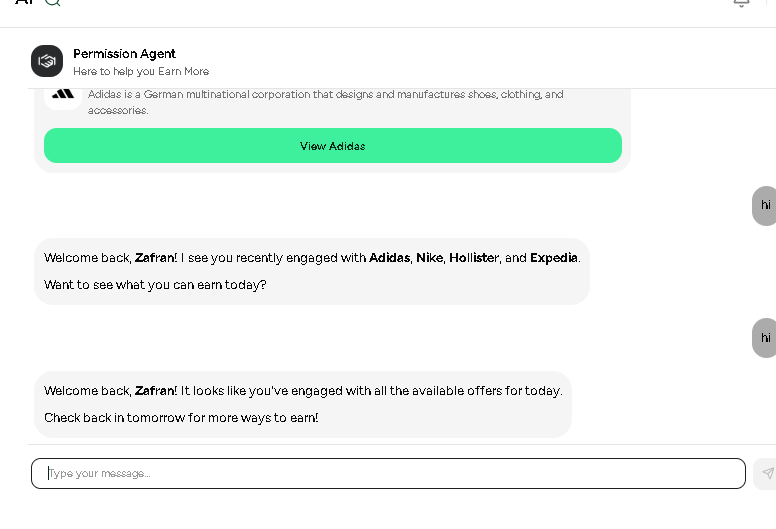 Permission Agent
Here to help you Earn More
Adidas is a German multinational corporation that designs and manufactures shoes, clothing, and
accessories.
View Adidas
hi
Welcome back, Zafran! I see you recently engaged with Adidas, Nike, Hollister, and Expedia.
Want to see what you can earn today?
hi
Welcome back, Zafran! It looks like you've engaged with all the available offers for today.
Check back in tomorrow for more ways to earn!
Type your message...